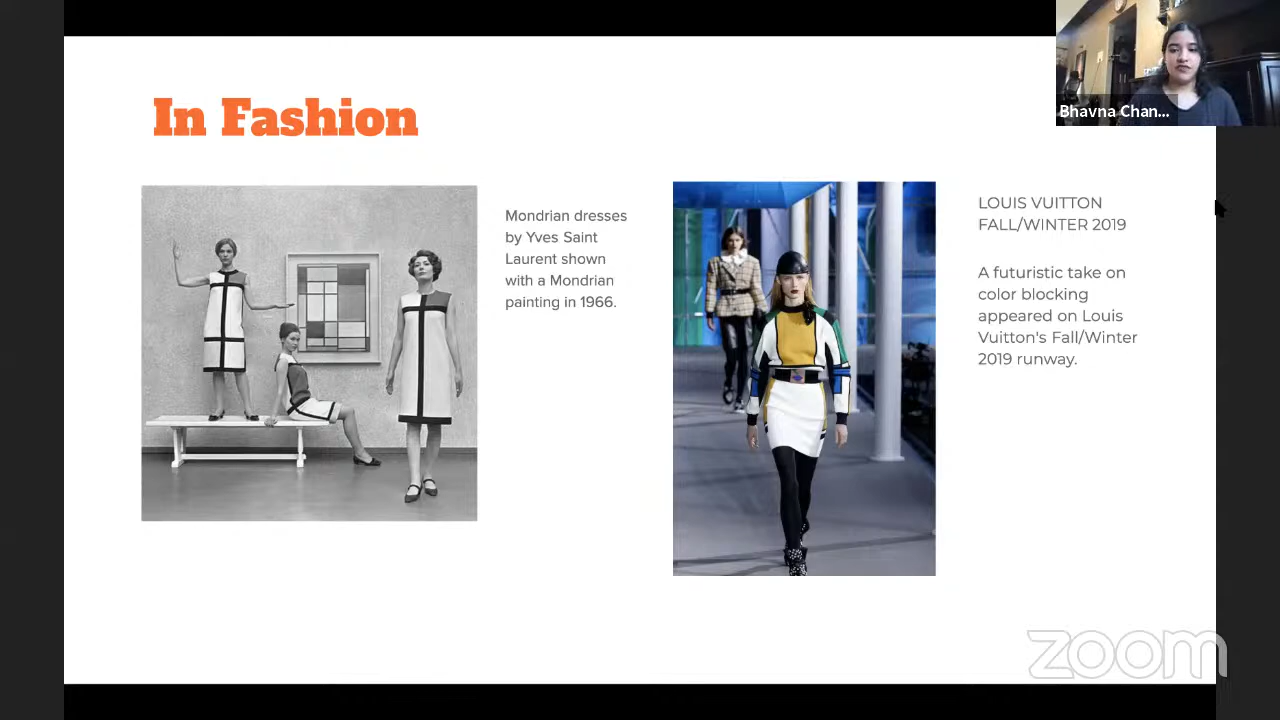 In Fashion
Mondrian dresses
by Yves Saint
Laurent shown
with a Mondrian
painting in 1966.
LOUIS VUITTON
FALL/WINTER 2019
A futuristic take on
color blocking
appeared on Louis
Vuitton's Fall/Winter
2019 runway.
Bhavna Chan...
zoom